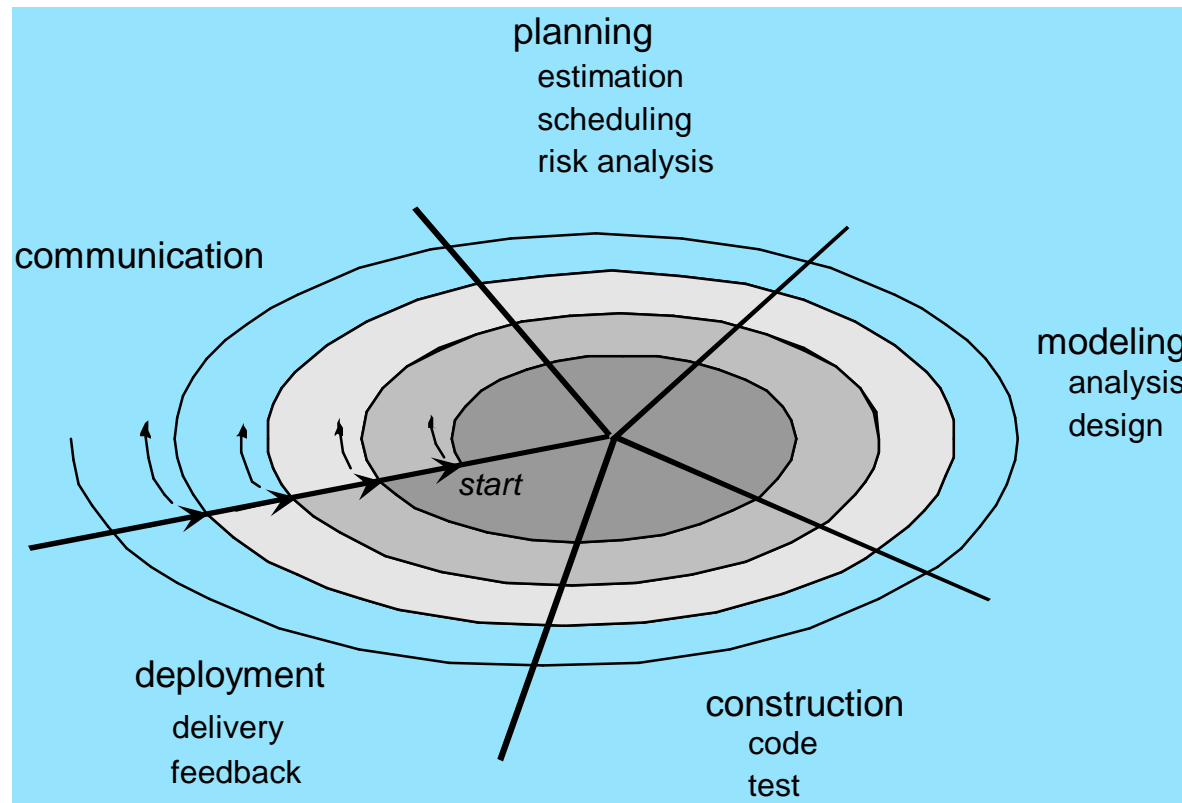 planning
estimation
scheduling
risk analysis
communication
modeling
analysis
design
start
deployment
delivery
feedback
construction
code
test